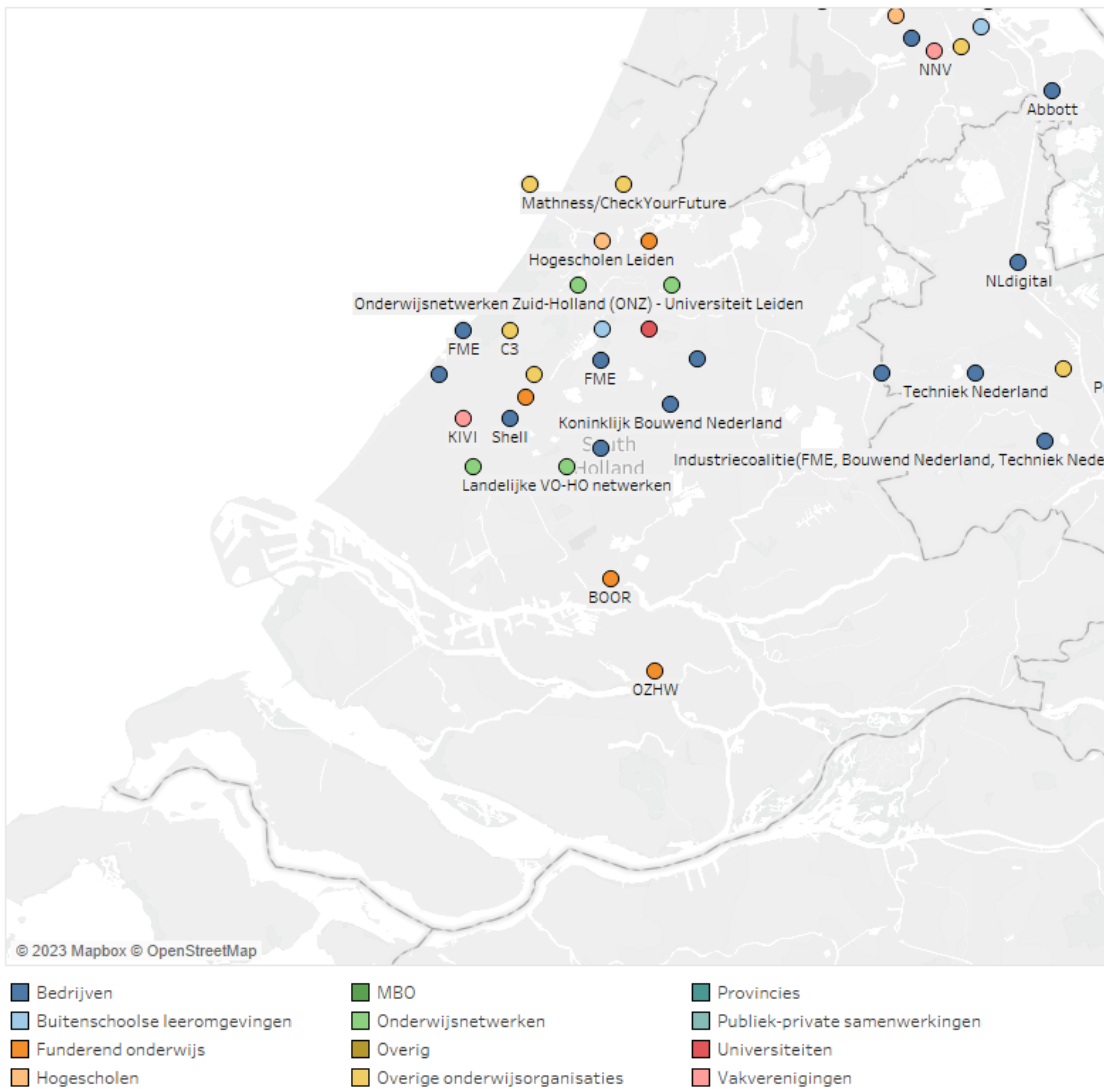 NNV
Abbott
Mathness/CheckYourFuture
Hogescholen Leiden
NLdigital
Onderwijsnetwerken Zuid-Holland (ONZ) - Universiteit Leiden
FME
C3
FME
Techniek Nederland
P
KIVI
Shell
Koninklijk Bouwend Nederland
South
Holland
Industriecoalitie(FME, Bouwend Nederland, Techniek Nede
Landelijke VO-HO netwerken
BOOR
OZHW
© 2023 Mapbox © OpenStreetMap
Bedrijven
Buitenschoolse leeromgevingen
Funderend onderwijs
Hogescholen
MBO
Onderwijsnetwerken
Overig
Overige onderwijsorganisaties
Provincies
Publiek-private samenwerkingen
Universiteiten
Vakverenigingen